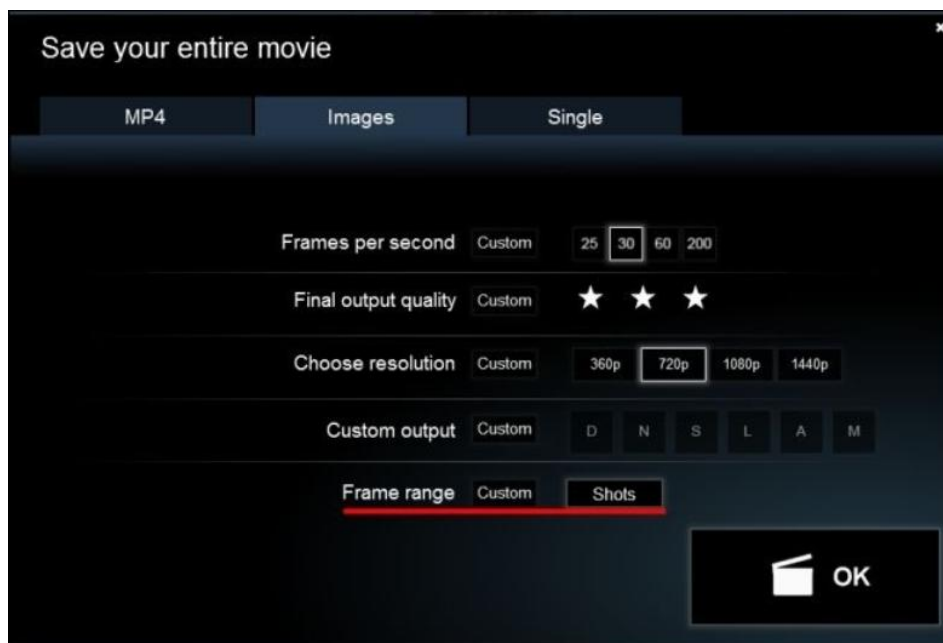 Save your entire movie
MP4 Images Single
Frames per second Custom 25 30 60 200
Final output quality Custom
Choose resolution Custom 360p 720p 1080p 1440p
Custom output Custom D N S L A M
Frame range Custom Shots
OK